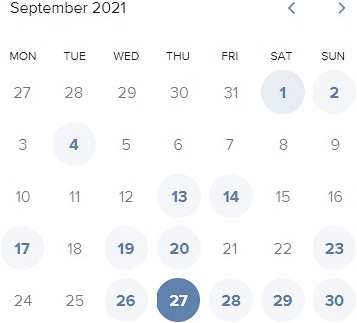 September 2021
MON TUE WED THU FRI SAT SUN
27 28 29 30 31 1 2
3 4 5 6 7 8 9
10 11 12 13 14 15 16
17 18 19 20 21 22 23
24 25 26 27 28 29 30